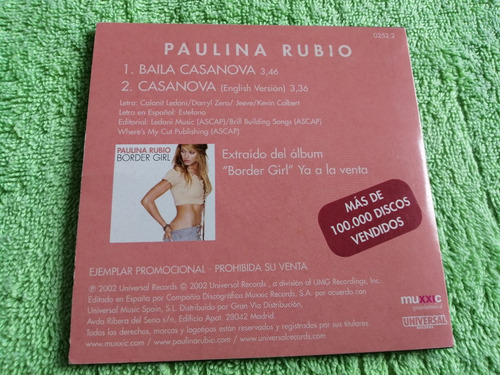 0252 2
PAULINA RUBIO
1. BAILA CASANOVA 3,46
2. CASANOVA (English Versión) 3,36
Letra: Calanit Ledani/Darryl Zero/ Jeeve/Kevin Colbert
Letra en Español: Estefano
Editorial: Ledani Music (ASCAP)/Brill Building Songs (ASCAP)
Where's My Cut Publishing (ASCAP)
PAULINA RUBIO
BORDER GIRL
Extraído del álbum
"Border Girl" Ya a la venta
MÁS DE
100.000 DISCOS
VENDIDOS
EJEMPLAR PROMOCIONAL - PROHIBIDA SU VENTA
℗ 2002 Universal Records © 2002 Universal Records , a división of UMG Recordings, Inc.
Editado en España por Compañía Discográfica Muxxic Records, S.A. por acuerdo con
Universal Music Spain, S.L. Distribuido por Gran Vía Distribución,
Avda Ribera del Sena s/n, Edificio Apot. 28042 Madrid.
Todos los derechos, marcas y logotipos están reservados y registrados por sus titulares
www.muxxic.com / www.paulinarubio.com / www.universalrecords.com
muxxic
UNIVERSAL